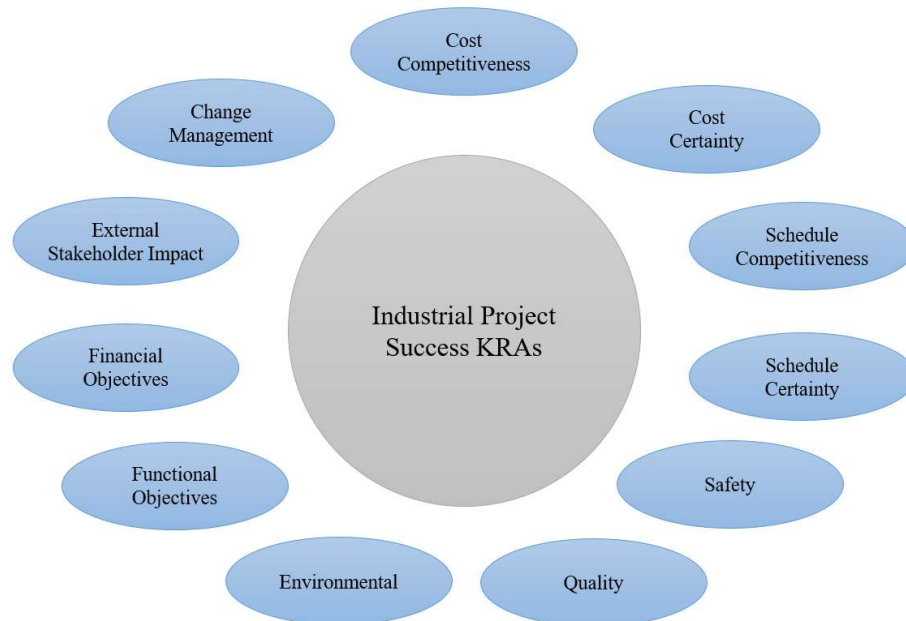 Cost
Competitiveness
Change
Management
Cost
Certainty
External
Stakeholder Impact
Schedule
Competitiveness
Industrial Project
Success KRAs
Financial
Objectives
Schedule
Certainty
Functional
Objectives
Safety
Environmental
Quality